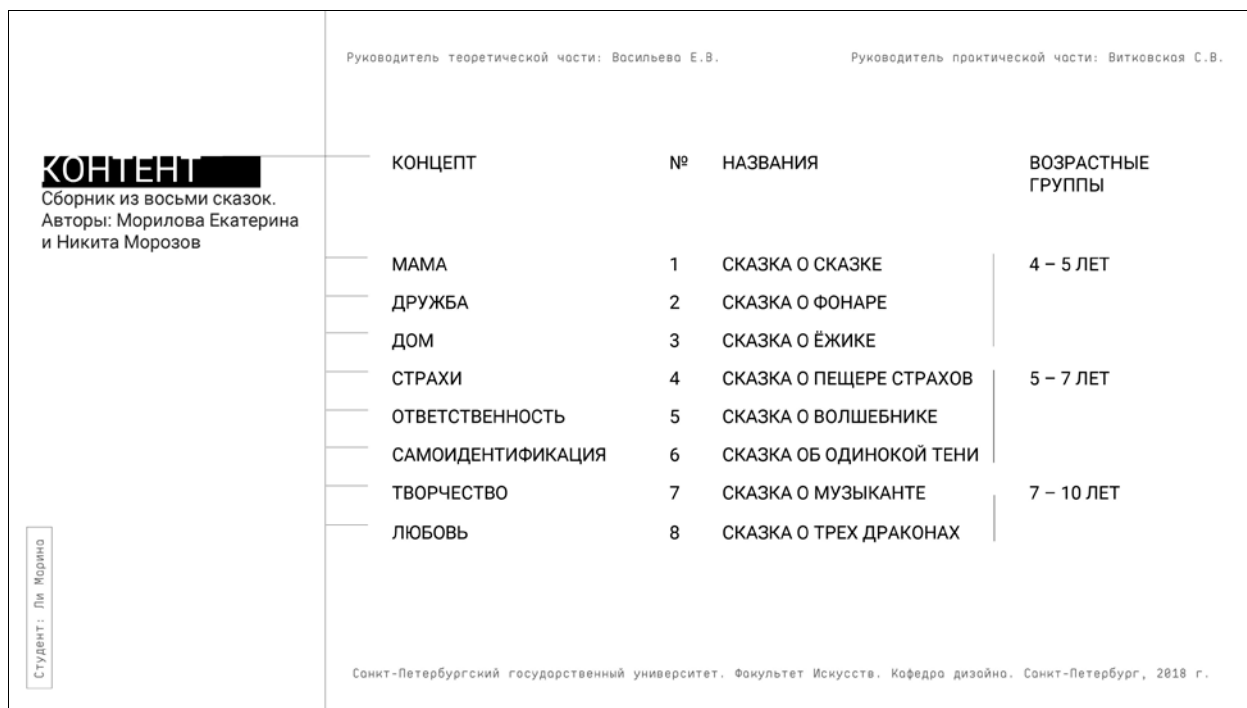 Руководитель теоретической части: Васильева Е.В. Руководитель практической части: Витковская С.В.
КОНТЕНТ
Сборник из восьми сказок.
Авторы: Морилова Екатерина
и Никита Морозов
КОНЦЕПТ № НАЗВАНИЯ ВОЗРАСТНЫЕ
ГРУППЫ
МАМА 1 СКАЗКА О СКАЗКЕ 4 – 5 ЛЕТ
ДРУЖБА 2 СКАЗКА О ФОНАРЕ
ДОМ 3 СКАЗКА О ЁЖИКЕ
СТРАХИ 4 СКАЗКА О ПЕЩЕРЕ СТРАХОВ 5 – 7 ЛЕТ
ОТВЕТСТВЕННОСТЬ 5 СКАЗКА О ВОЛШЕБНИКЕ
САМОИДЕНТИФИКАЦИЯ 6 СКАЗКА ОБ ОДИНОКОЙ ТЕНИ
ТВОРЧЕСТВО 7 СКАЗКА О МУЗЫКАНТЕ 7 – 10 ЛЕТ
ЛЮБОВЬ 8 СКАЗКА О ТРЕХ ДРАКОНАХ
Студент: Ли Марина
Санкт-Петербургский государственный университет. Факультет Искусств. Кафедра дизайна. Санкт-Петербург, 2018 г.